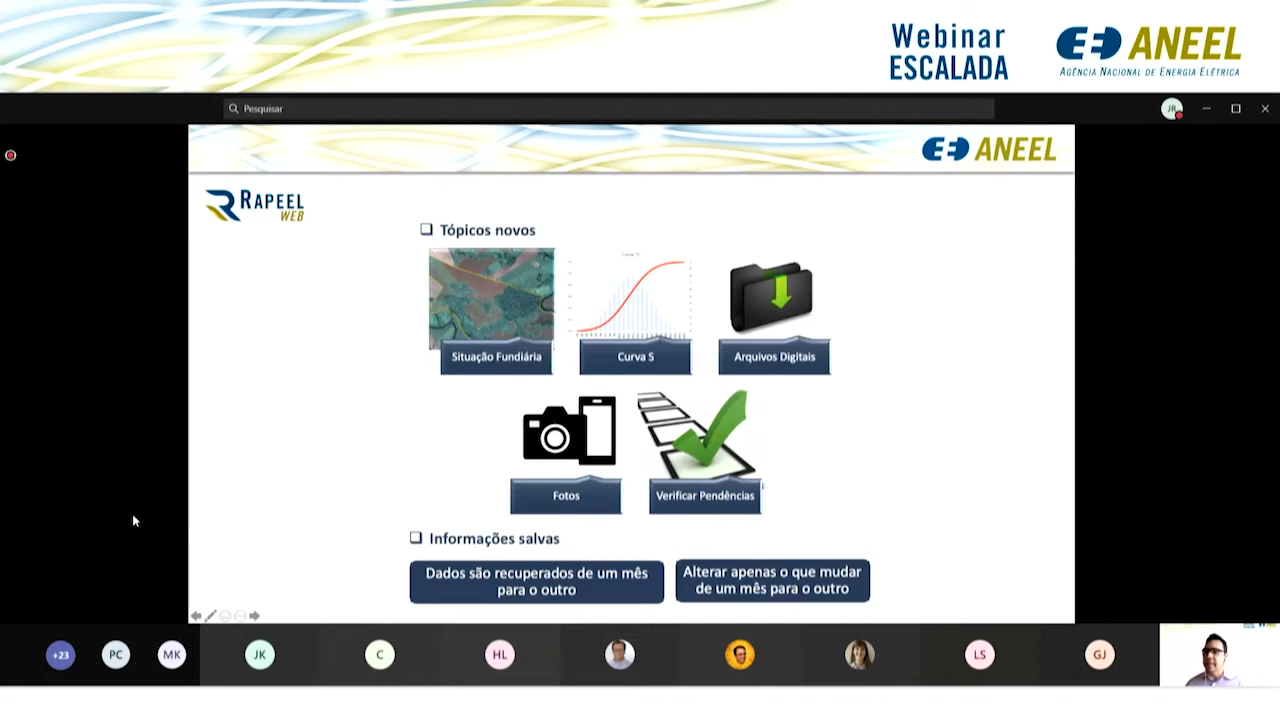 Webinar
ESCALADA
ANEEL
AGÊNCIA NACIONAL DE ENERGIA ELÉTRICA
Pesquisar
JR
ANEEL
RAPEEL
WEB
❑ Tópicos novos
Situação Fundiária
Curva S
Arquivos Digitais
Fotos
Verificar Pendências
❑ Informações salvas
Dados são recuperados de um mês
para o outro
Alterar apenas o que mudar
de um mês para o outro
+23
PC
MK
JK
C
HL
LS
GJ